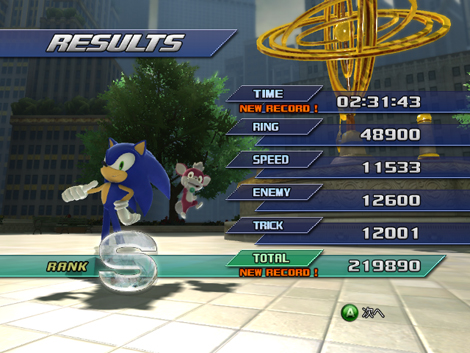 RESULTS
TIME
NEW RECORD !
02:31:43
RING
48900
SPEED
11533
ENEMY
12600
TRICK
12001
RANK
S
TOTAL
NEW RECORD !
219890
A 次へ